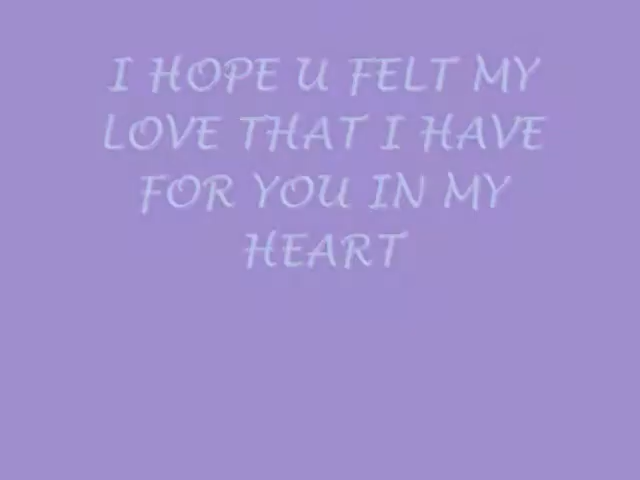 I HOPE U FELT MY
LOVE THAT I HAVE
FOR YOU IN MY
HEART